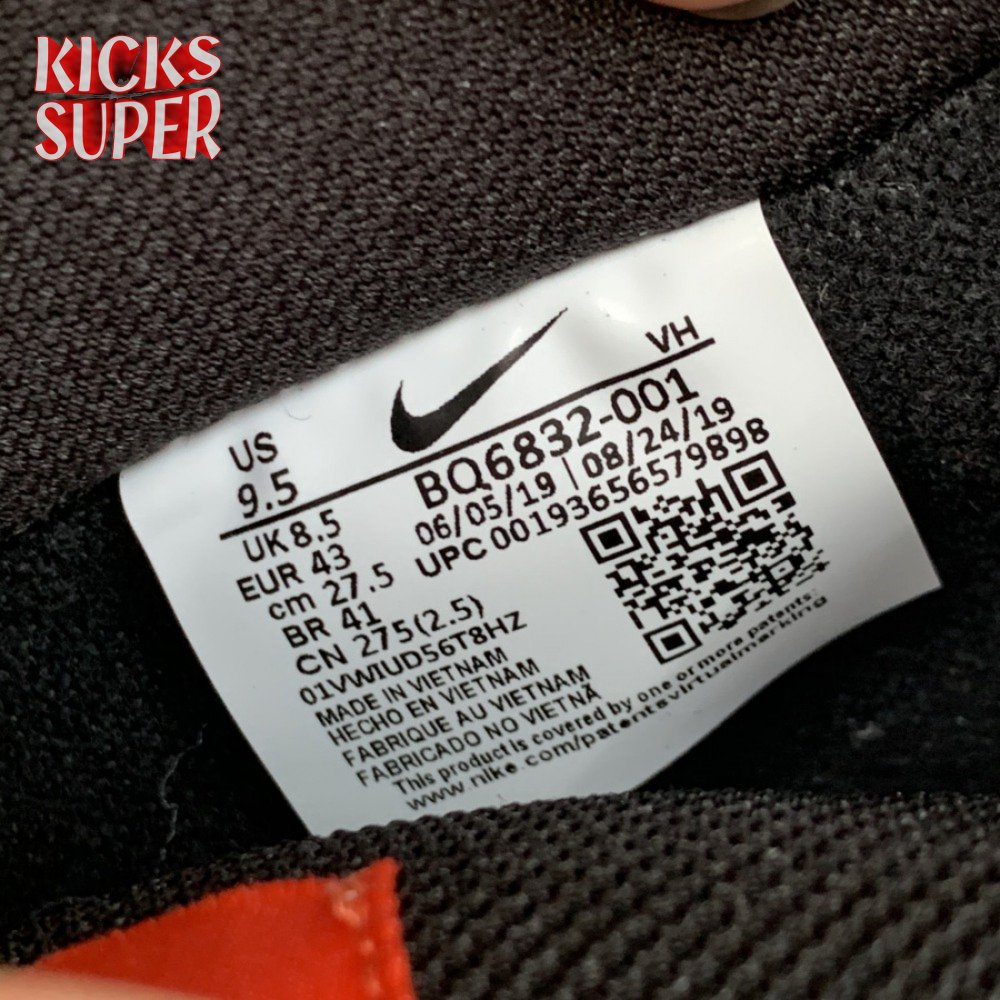 KICKS
SUPER
VH
US
9.5
BQ6832-001
06/05/19 | 08/24/19
UPC 00193656579898
UK 8.5
EUR 43
cm 27.5
BR 41
CN 275(2.5)
01VWIUD56T8HZ
MADE IN VIETNAM
HECHO EN VIETNAM
FABRIQUE AU VIETNAM
FABRICADO NO VIETNÃ
This product is covered by one or more patents:
www.nike.com/patentsvirtualmarking